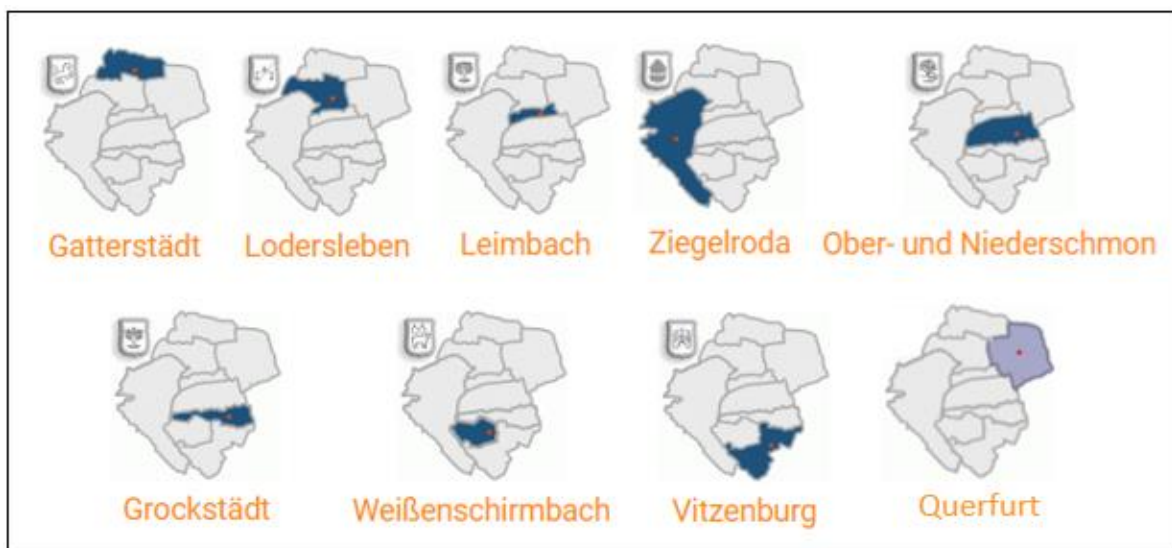 Gatterstädt
Lodersleben
Leimbach
Ziegelroda
Ober- und Niederschmon
Grockstädt
Weißenschirmbach
Vitzenburg
Querfurt